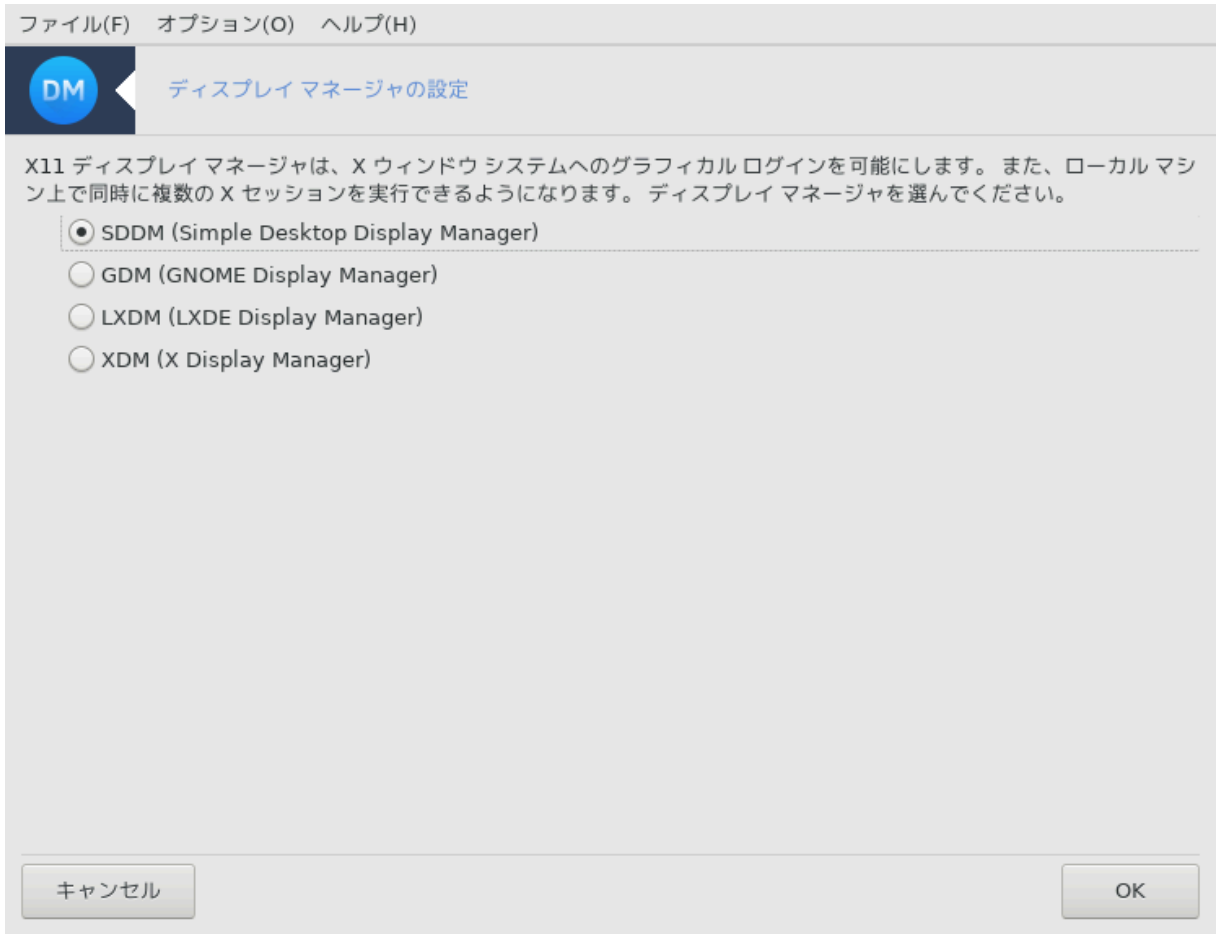 ファイル(F) オプション(O) ヘルプ(H)
DM
ディスプレイ マネージャの設定
X11 ディスプレイ マネージャは、X ウィンドウ システムへのグラフィカル ログインを可能にします。 また、ローカル マシ
ン上で同時に複数の X セッションを実行できるようになります。 ディスプレイ マネージャを選んでください。
SDDM (Simple Desktop Display Manager)
GDM (GNOME Display Manager)
LXDM (LXDE Display Manager)
XDM (X Display Manager)
キャンセル OK